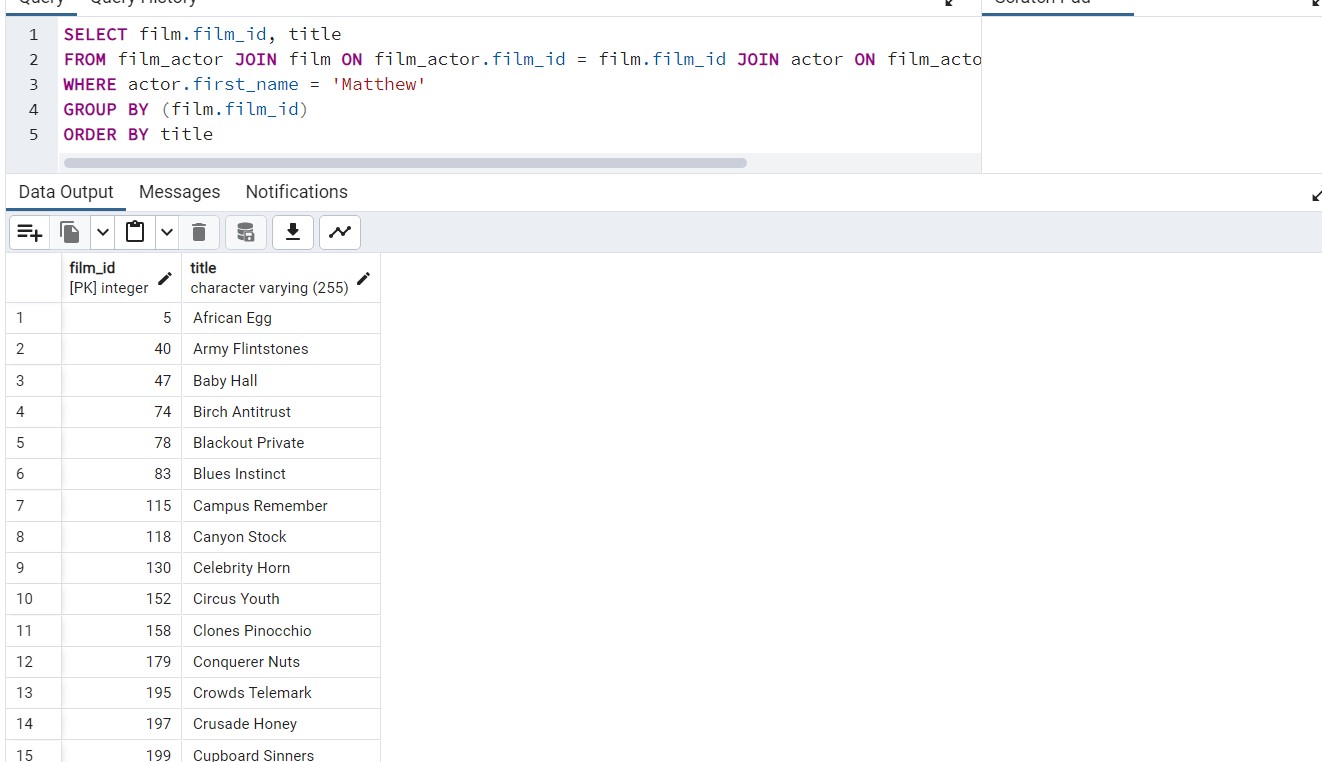 Query Query History
1 SELECT film.film_id, title
2 FROM film_actor JOIN film ON film_actor.film_id = film.film_id JOIN actor ON film_acto
3 WHERE actor.first_name = 'Matthew'
4 GROUP BY (film.film_id)
5 ORDER BY title
Data Output Messages Notifications
film_id title
[PK] integer character varying (255)
1 5 African Egg
2 40 Army Flintstones
3 47 Baby Hall
4 74 Birch Antitrust
5 78 Blackout Private
6 83 Blues Instinct
7 115 Campus Remember
8 118 Canyon Stock
9 130 Celebrity Horn
10 152 Circus Youth
11 158 Clones Pinocchio
12 179 Conquerer Nuts
13 195 Crowds Telemark
14 197 Crusade Honey
15 199 Cupboard Sinners